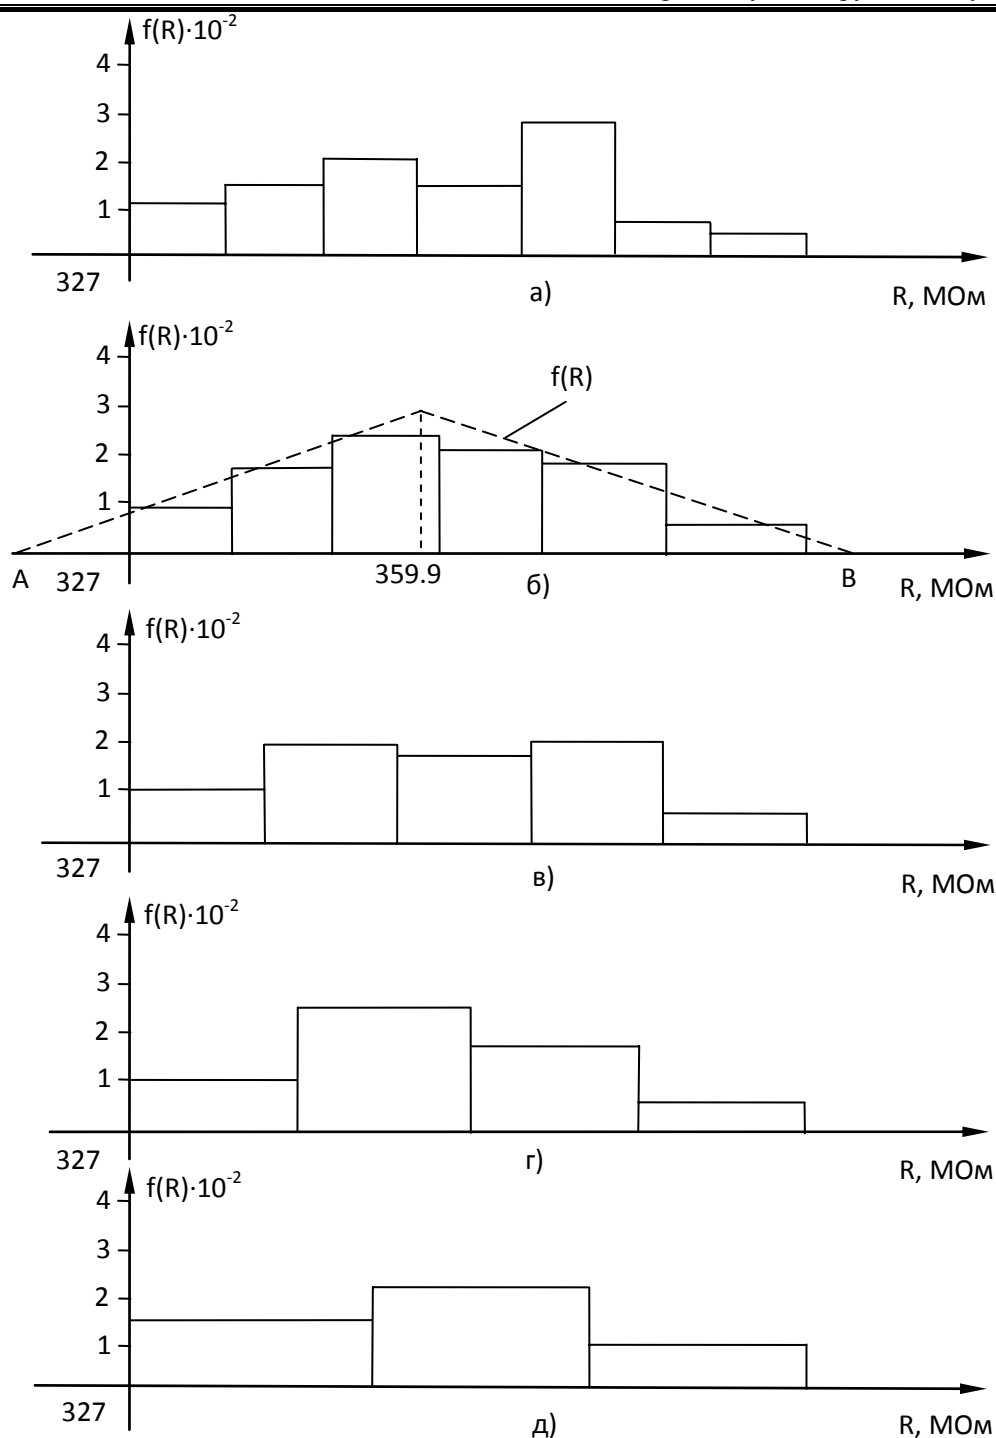 f(R)·10⁻²
4
3
2
1
327
а)
R, МОм
f(R)·10⁻²
4
f(R)
3
2
1
A
327
359.9
б)
B
R, МОм
f(R)·10⁻²
4
3
2
1
327
в)
R, МОм
f(R)·10⁻²
4
3
2
1
327
г)
R, МОм
f(R)·10⁻²
4
3
2
1
327
д)
R, МОм